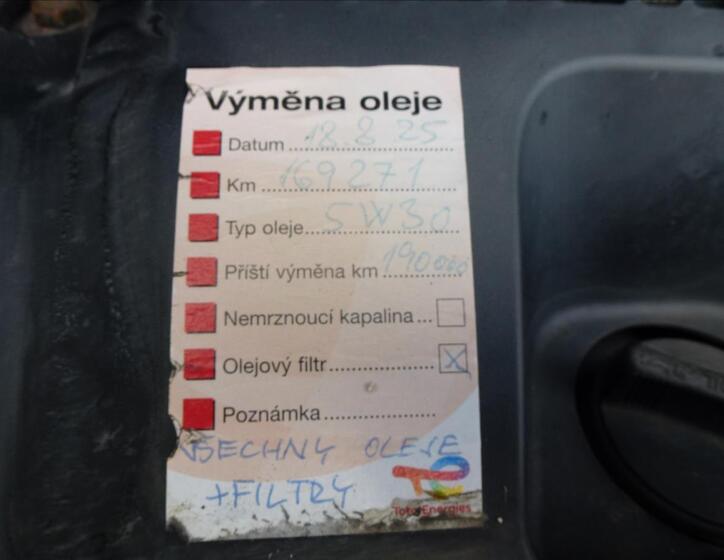 Výměna oleje
Datum ........ 18.8 25
Km ........ 169271
Typ oleje ........ 5W30
Příští výměna km ........ 190000
Nemrznoucí kapalina ...
Olejový filtr ........ X
Poznámka ........
VŠECHNY OLEJE
+FILTRY
TotalEnergies